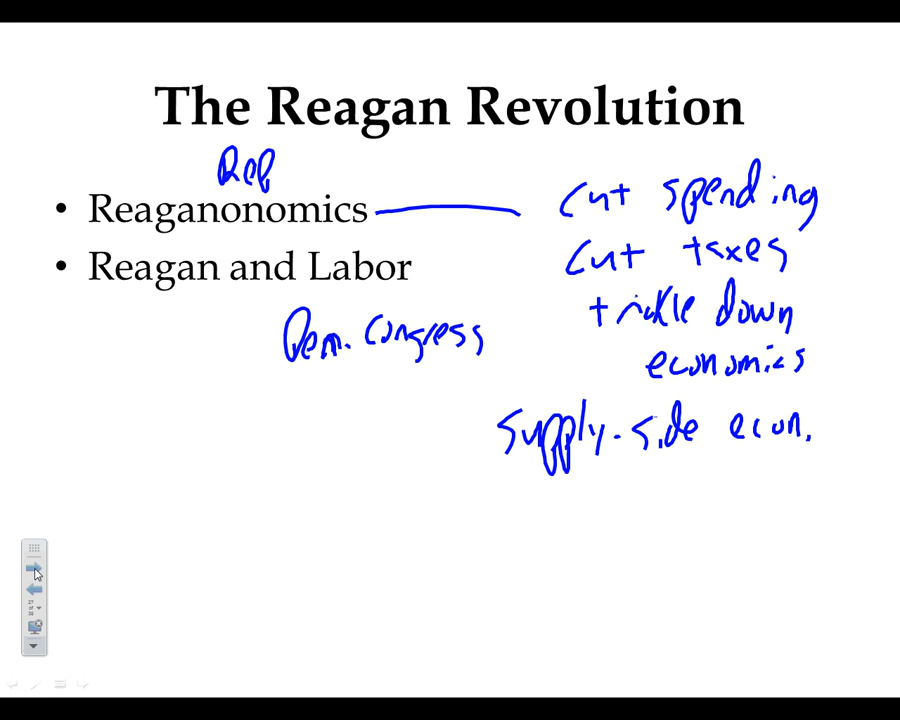 The Reagan Revolution
Rep
• Reaganonomics
cut spending
cut taxes
• Reagan and Labor
trickle down
economics
Dem. Congress
supply-side econ.